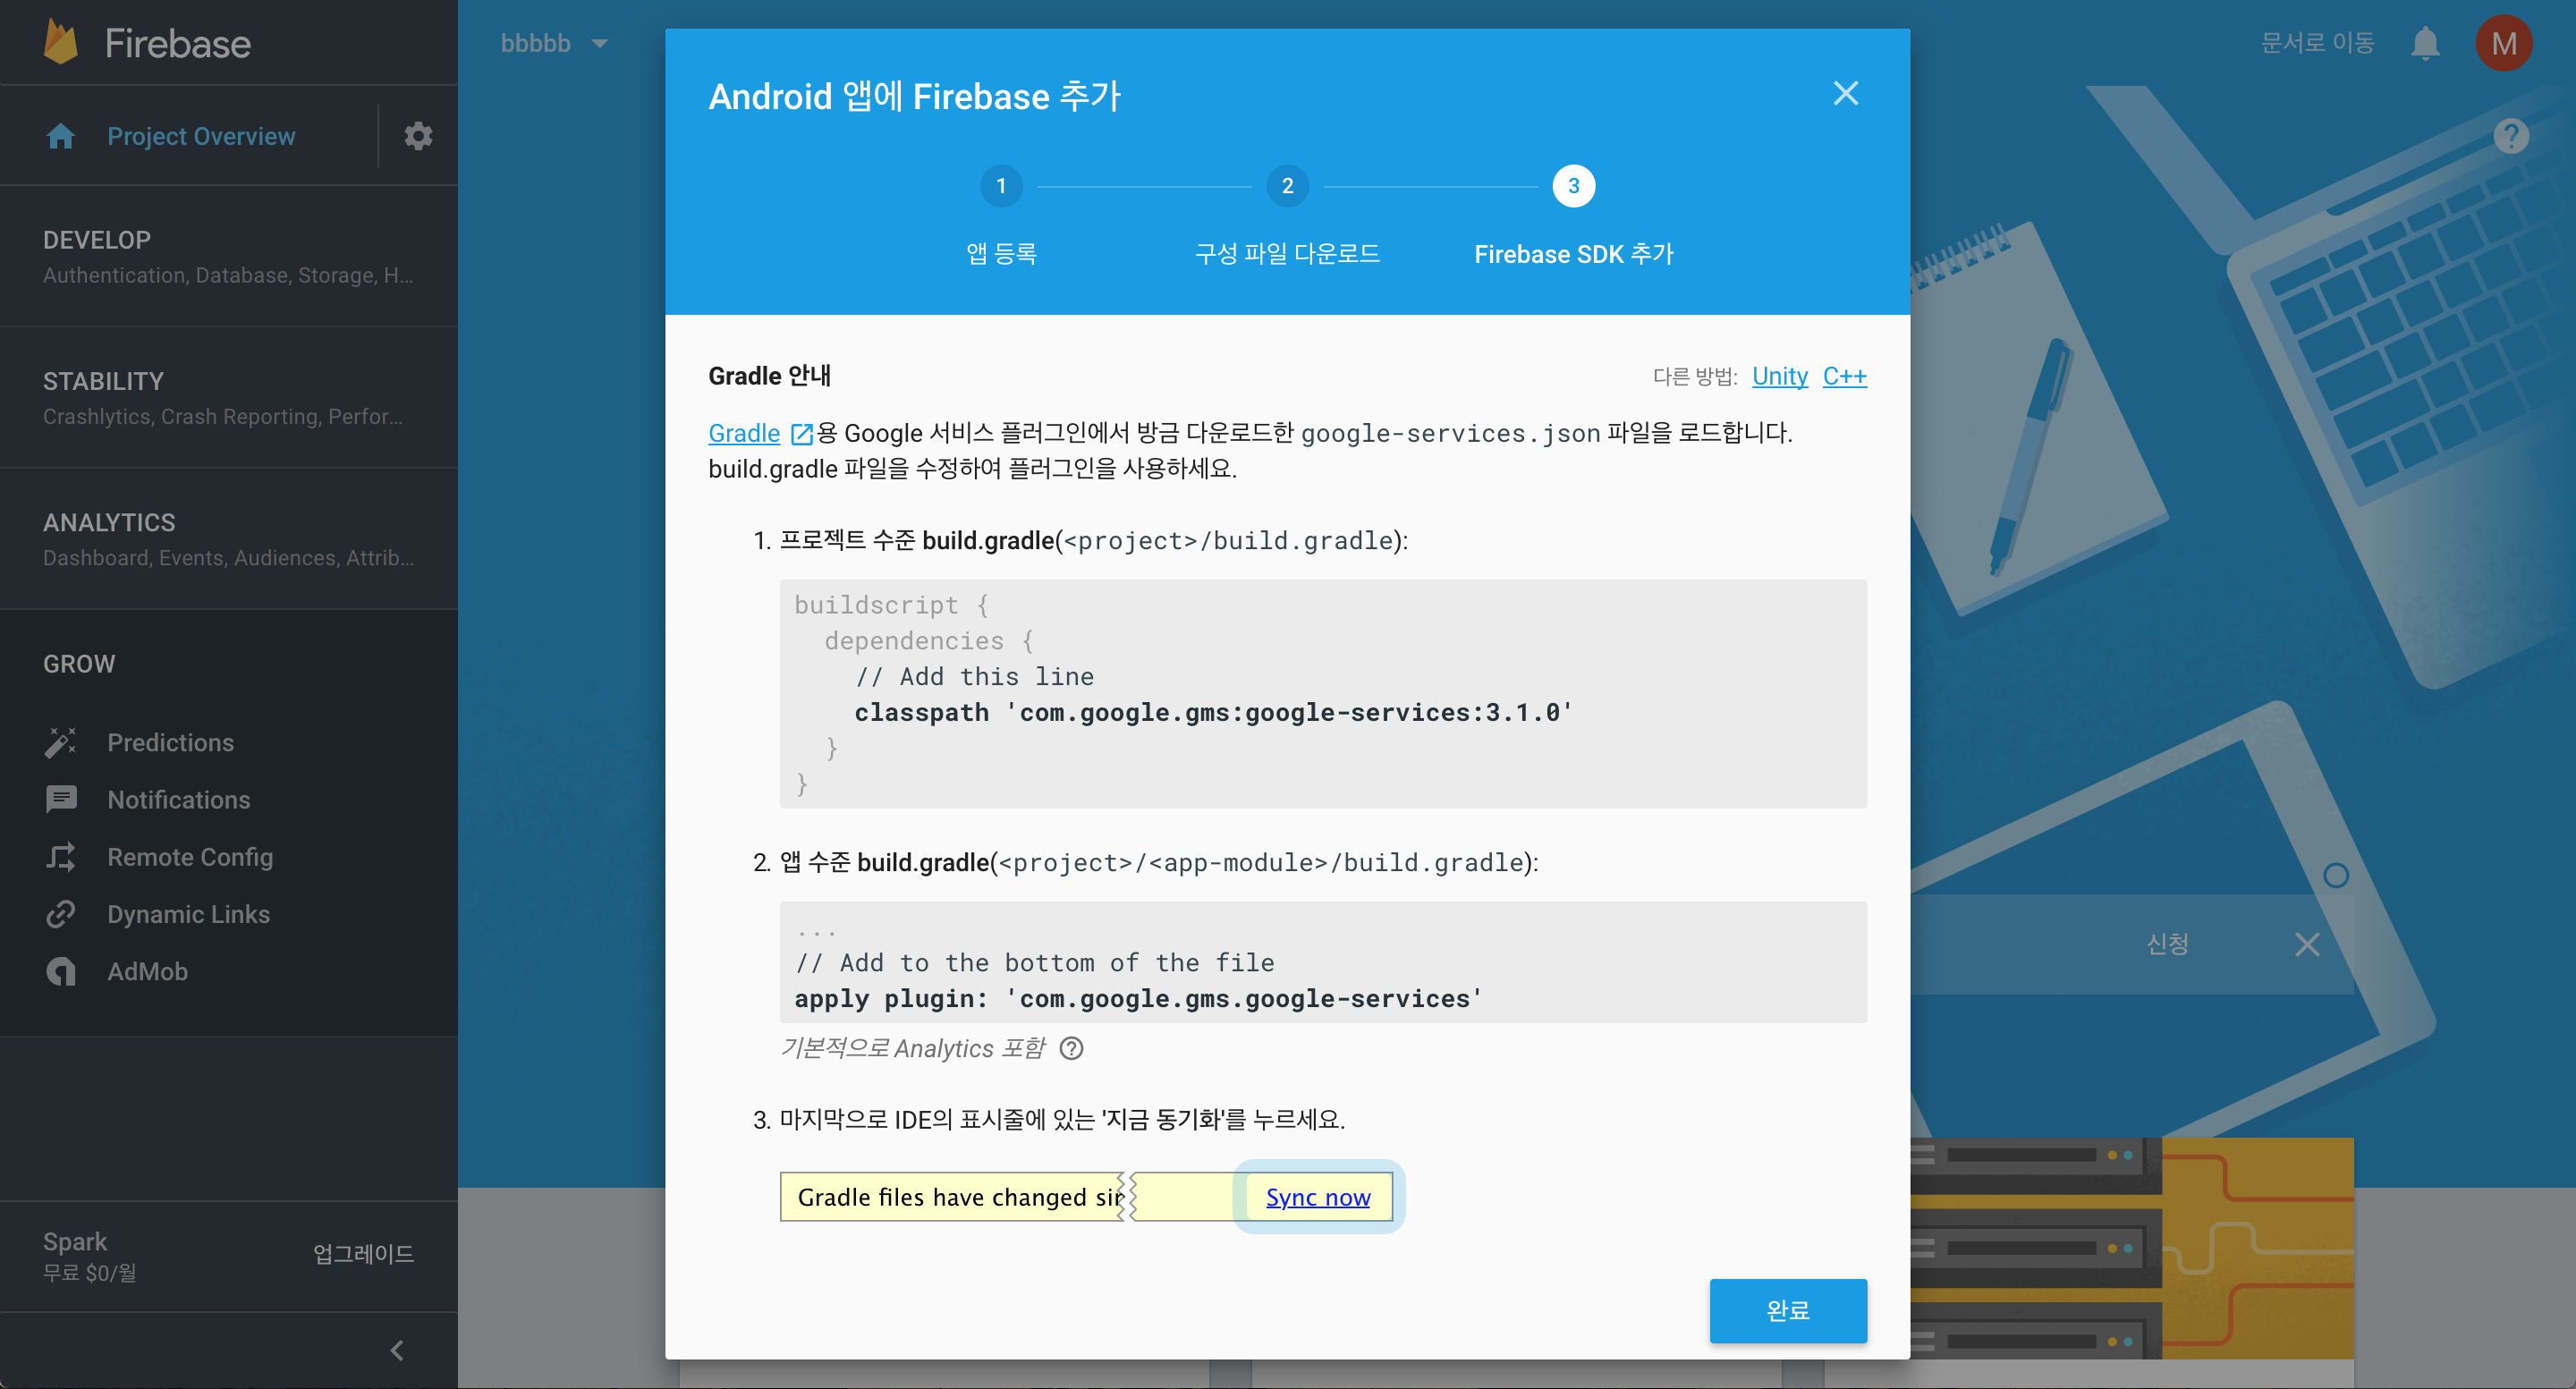 Firebase
Project Overview
DEVELOP
Authentication, Database, Storage, H...
STABILITY
Crashlytics, Crash Reporting, Perfor...
ANALYTICS
Dashboard, Events, Audiences, Attrib...
GROW
Predictions
Notifications
Remote Config
Dynamic Links
AdMob
Spark
무료 $0/월
업그레이드
bbbbb
문서로 이동
M
?
Android 앱에 Firebase 추가
1
2
3
앱 등록
구성 파일 다운로드
Firebase SDK 추가
Gradle 안내
다른 방법: Unity C++
Gradle 용 Google 서비스 플러그인에서 방금 다운로드한 google-services.json 파일을 로드합니다.
build.gradle 파일을 수정하여 플러그인을 사용하세요.
1. 프로젝트 수준 build.gradle(<project>/build.gradle):
buildscript {
dependencies {
// Add this line
classpath 'com.google.gms:google-services:3.1.0'
}
}
2. 앱 수준 build.gradle(<project>/<app-module>/build.gradle):
...
// Add to the bottom of the file
apply plugin: 'com.google.gms.google-services'
기본적으로 Analytics 포함 ?
3. 마지막으로 IDE의 표시줄에 있는 '지금 동기화'를 누르세요.
Gradle files have changed sin
Sync now
완료
신청